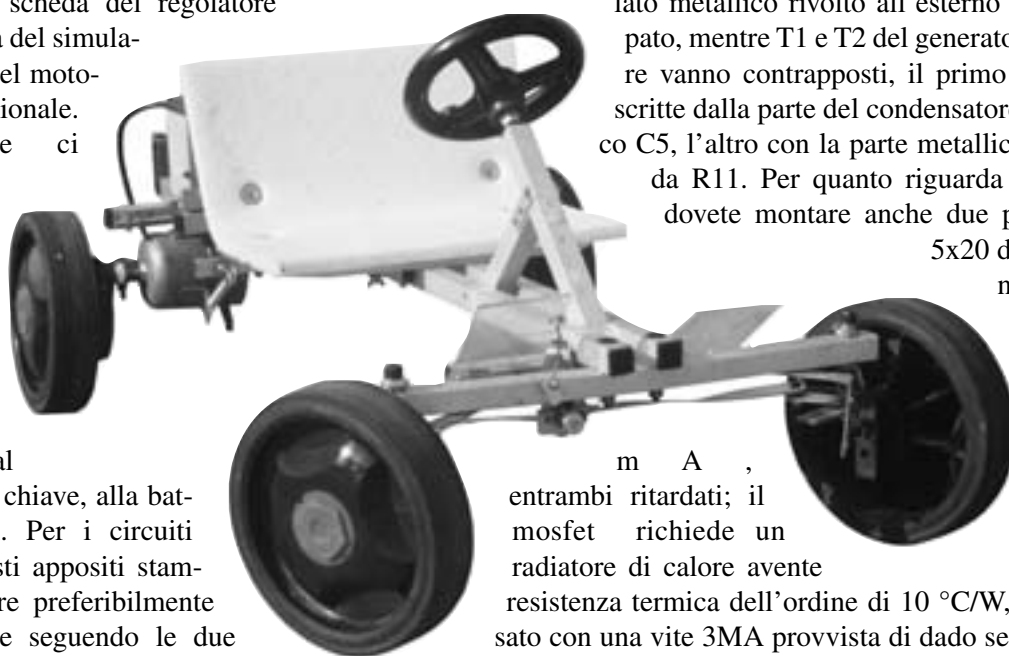 scheda del regolatore
a del simula-
el moto-
ionale.
e ci
al
chiave, alla bat-
. Per i circuiti
sti appositi stam-
re preferibilmente
e seguendo le due
lato metallico rivolto all'esterno
pato, mentre T1 e T2 del generato
re vanno contrapposti, il primo
scritte dalla parte del condensatore
co C5, l'altro con la parte metallic
da R11. Per quanto riguarda
dovete montare anche due p
5x20 d
m A ,
entrambi ritardati; il
mosfet richiede un
radiatore di calore avente
resistenza termica dell'ordine di 10 °C/W,
sato con una vite 3MA provvista di dado se